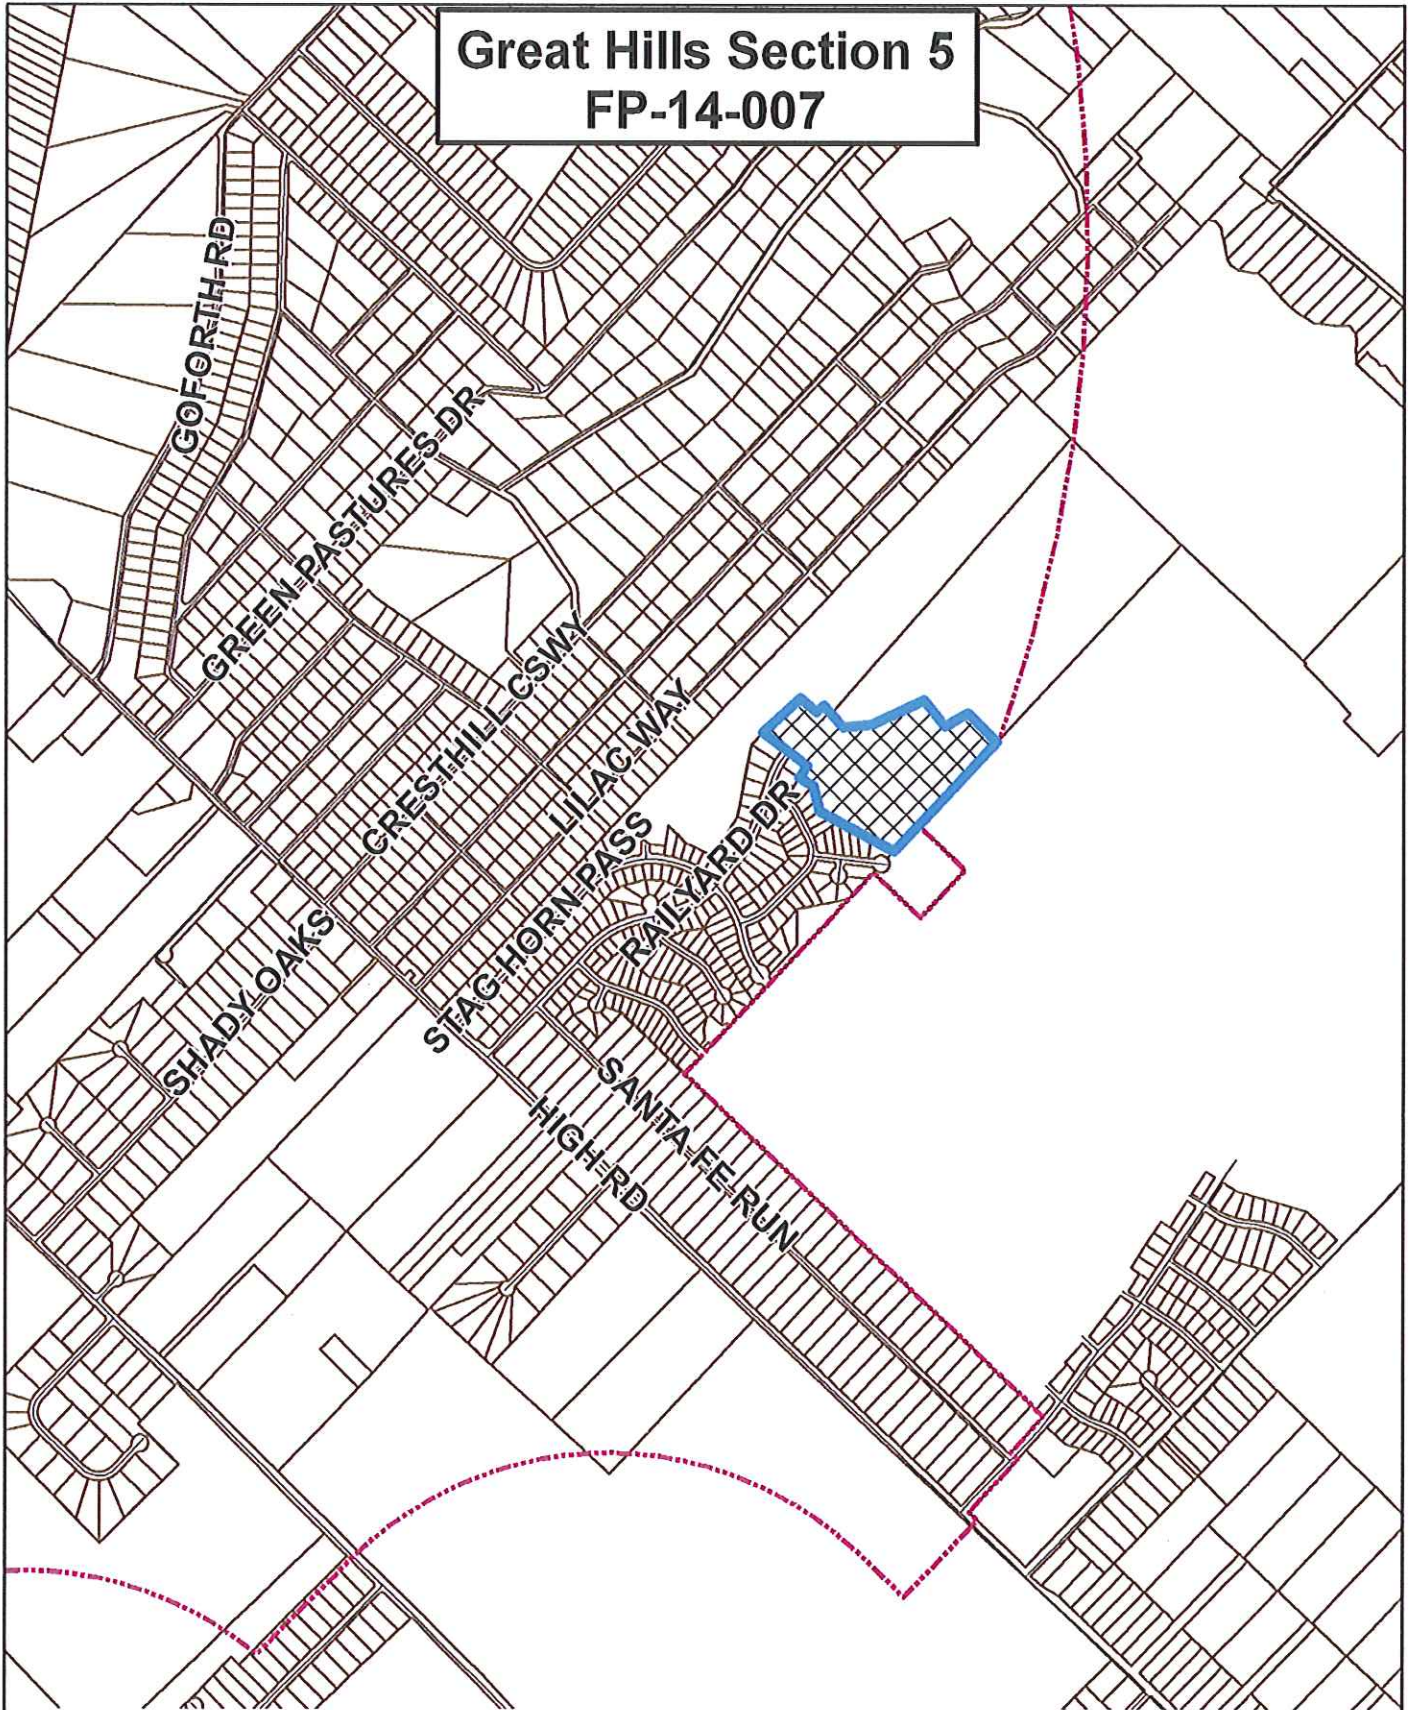 Great Hills Section 5
FP-14-007
GOFORTH RD
GREEN PASTURES DR
CRESTHILL CSWY
LILAC WAY
STAG HORN PASS
RAILYARD DR
SHADY OAKS
SANTA FE RUN
HIGH RD